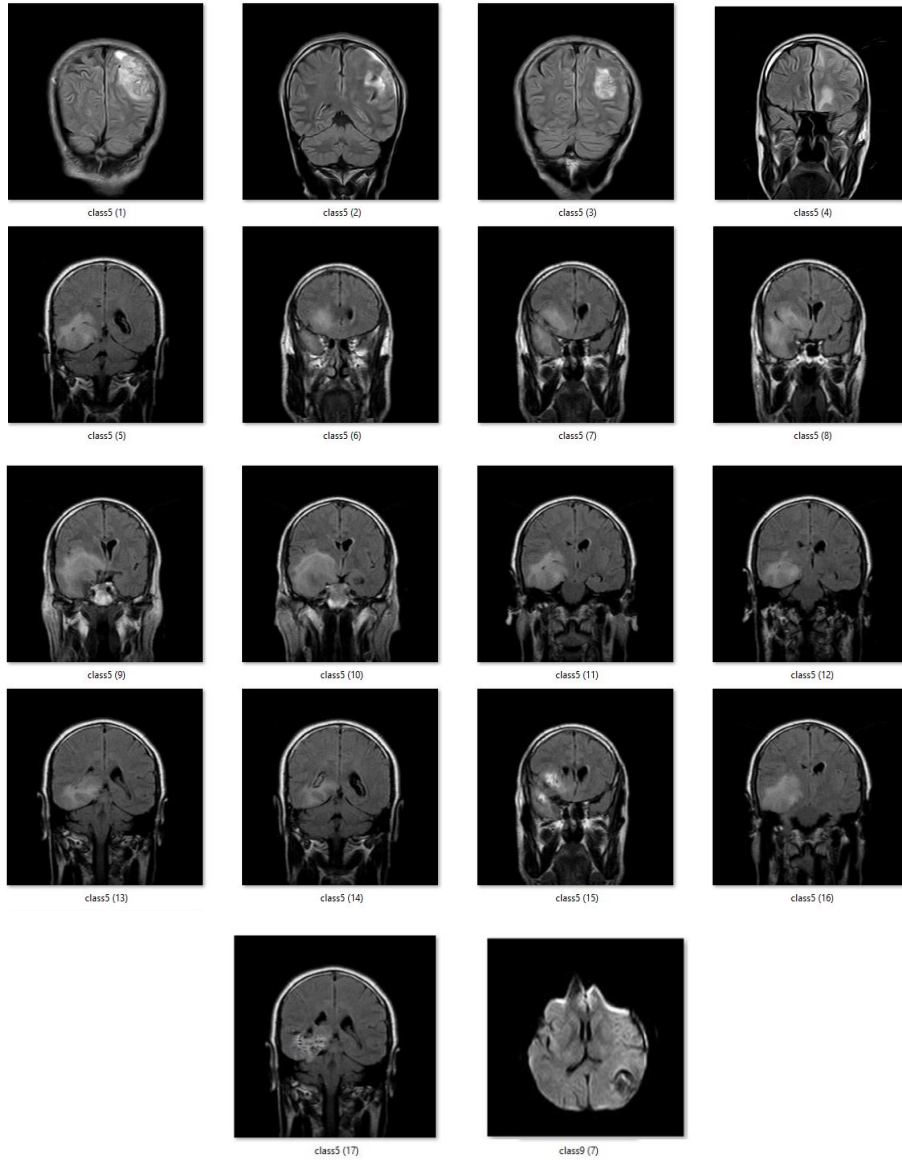 class5 (1)
class5 (2)
class5 (3)
class5 (4)
class5 (5)
class5 (6)
class5 (7)
class5 (8)
class5 (9)
class5 (10)
class5 (11)
class5 (12)
class5 (13)
class5 (14)
class5 (15)
class5 (16)
class5 (17)
class9 (7)